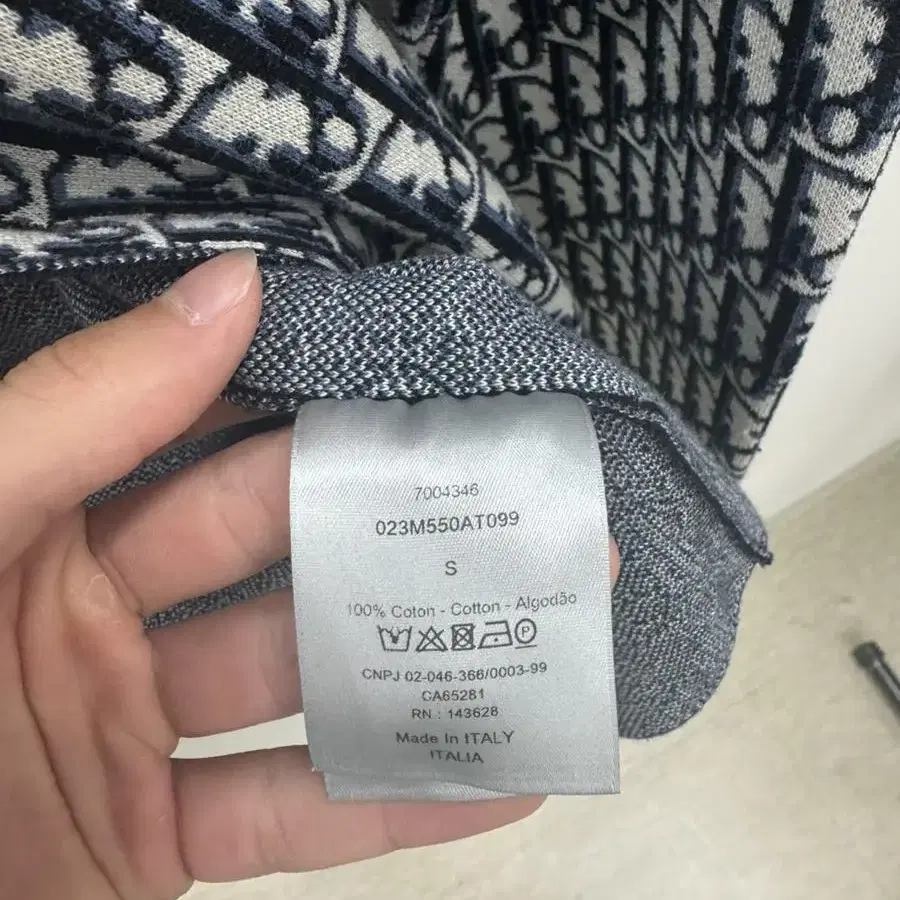 7004346
023M550AT099
S
100% Coton - Cotton - Algodão
P
CNPJ 02-046-366/0003-99
CA65281
RN : 143628
Made In ITALY
ITALIA